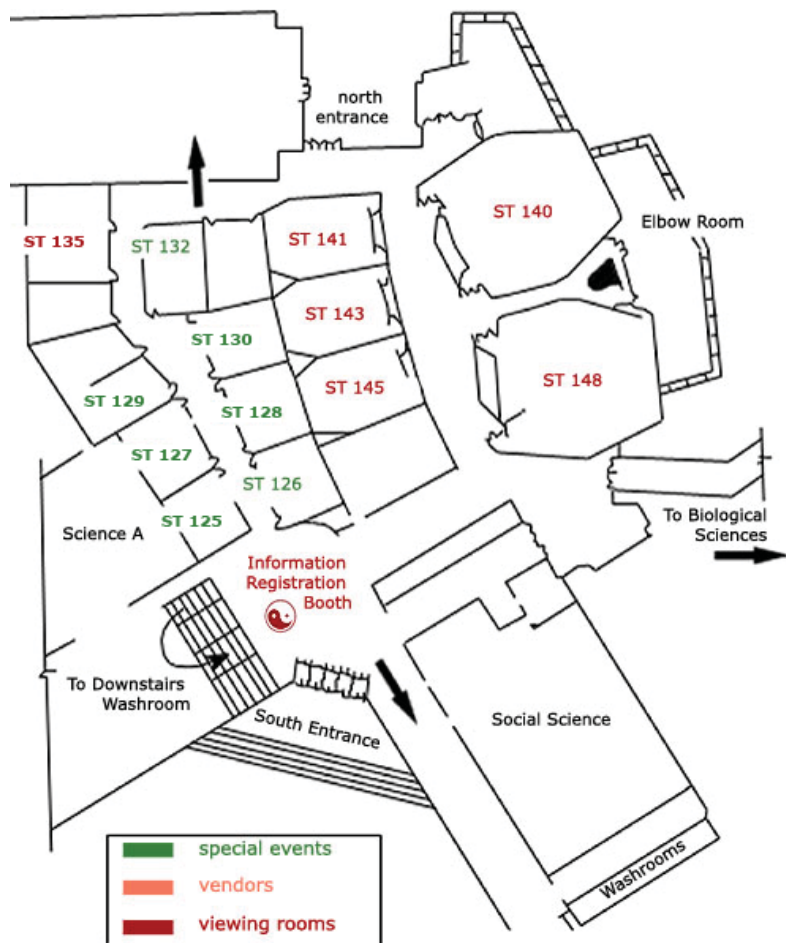 north
entrance
ST 140
Elbow Room
ST 135
ST 132
ST 141
ST 143
ST 130
ST 148
ST 145
ST 129
ST 128
ST 127
ST 126
ST 125
Science A
To Biological
Sciences
Information
Registration
Booth
To Downstairs
Washroom
South Entrance
Social Science
Washrooms
special events
vendors
viewing rooms